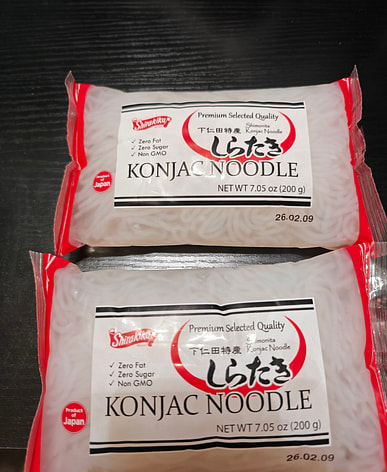 Shirakiku
Premium Selected Quality
下仁田特産
Shimonita
Konjac Noodle
✓ Zero Fat
✓ Zero Sugar
✓ Non GMO
しらたき
KONJAC NOODLE
NET WT 7.05 oz (200 g)
Product of
Japan
26.02.09
Shirakiku
Premium Selected Quality
下仁田特産
Shimonita
Konjac Noodle
✓ Zero Fat
✓ Zero Sugar
✓ Non GMO
しらたき
KONJAC NOODLE
NET WT 7.05 oz (200 g)
Product of
Japan
26.02.09